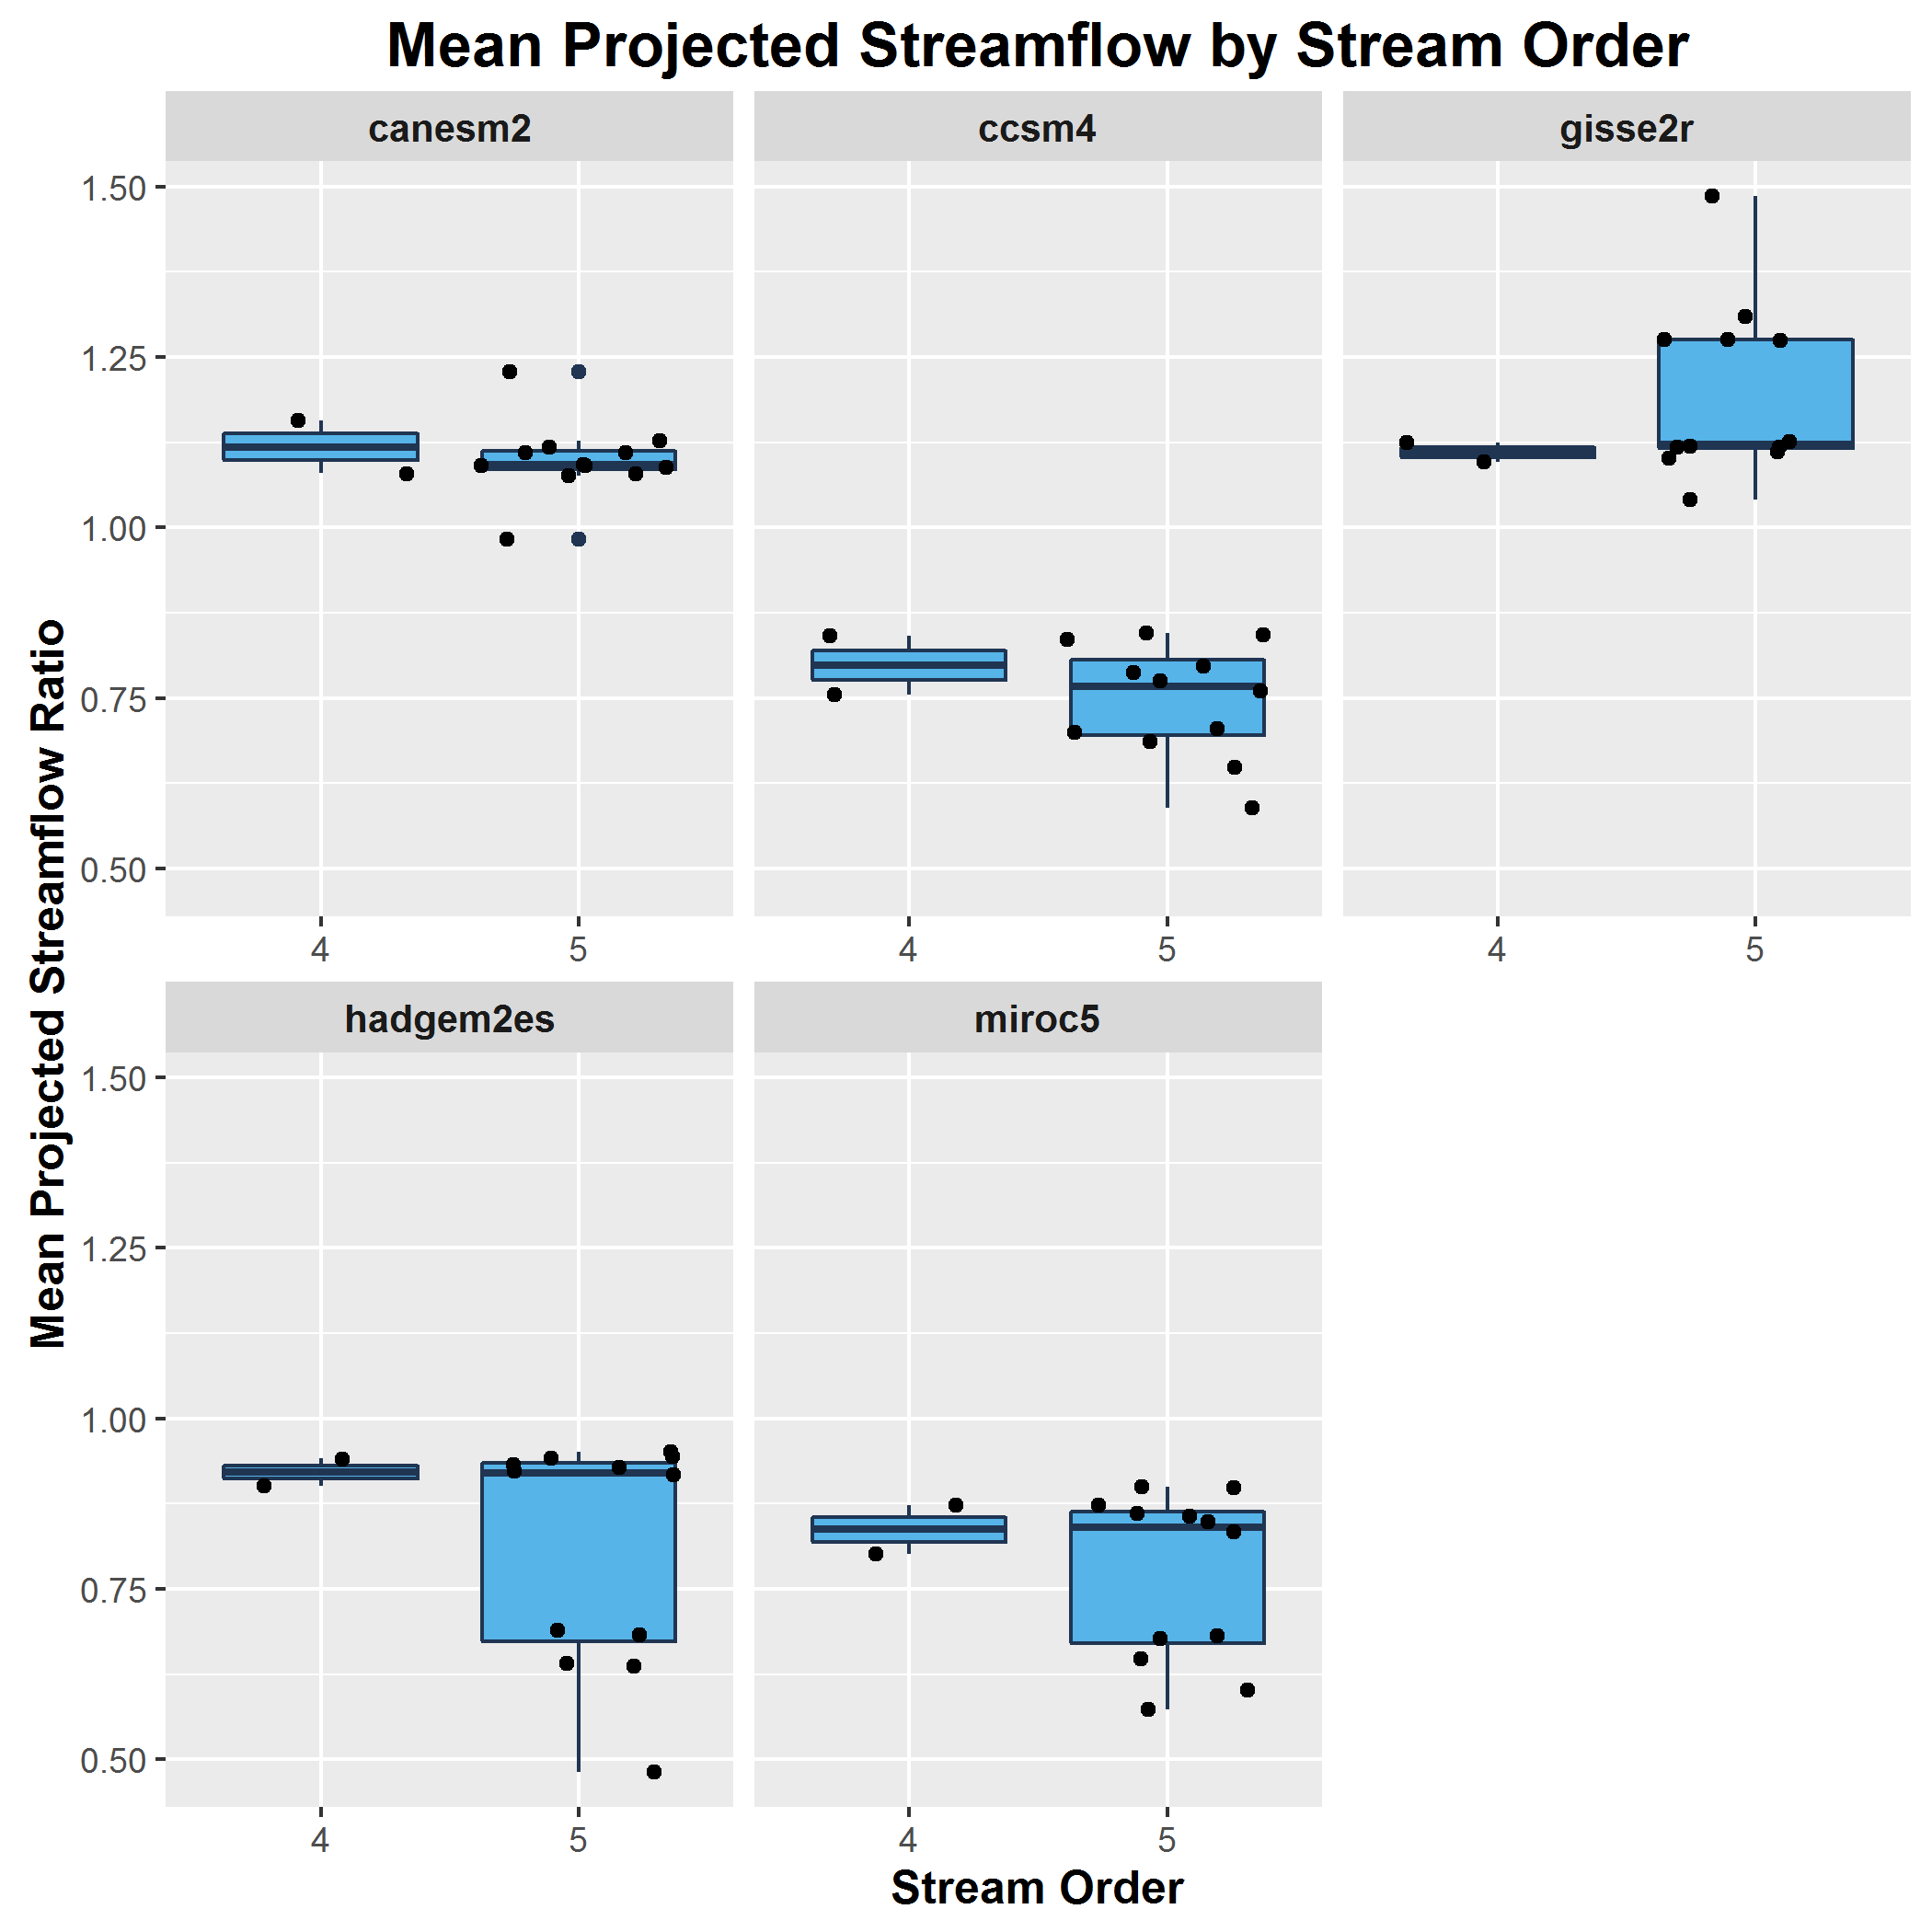 Mean Projected Streamflow by Stream Order
canesm2
ccsm4
gisse2r
1.50
1.25
1.00
0.75
0.50
4 5
4 5
4 5
Mean Projected Streamflow Ratio
hadgem2es
miroc5
1.50
1.25
1.00
0.75
0.50
4 5
4 5
Stream Order